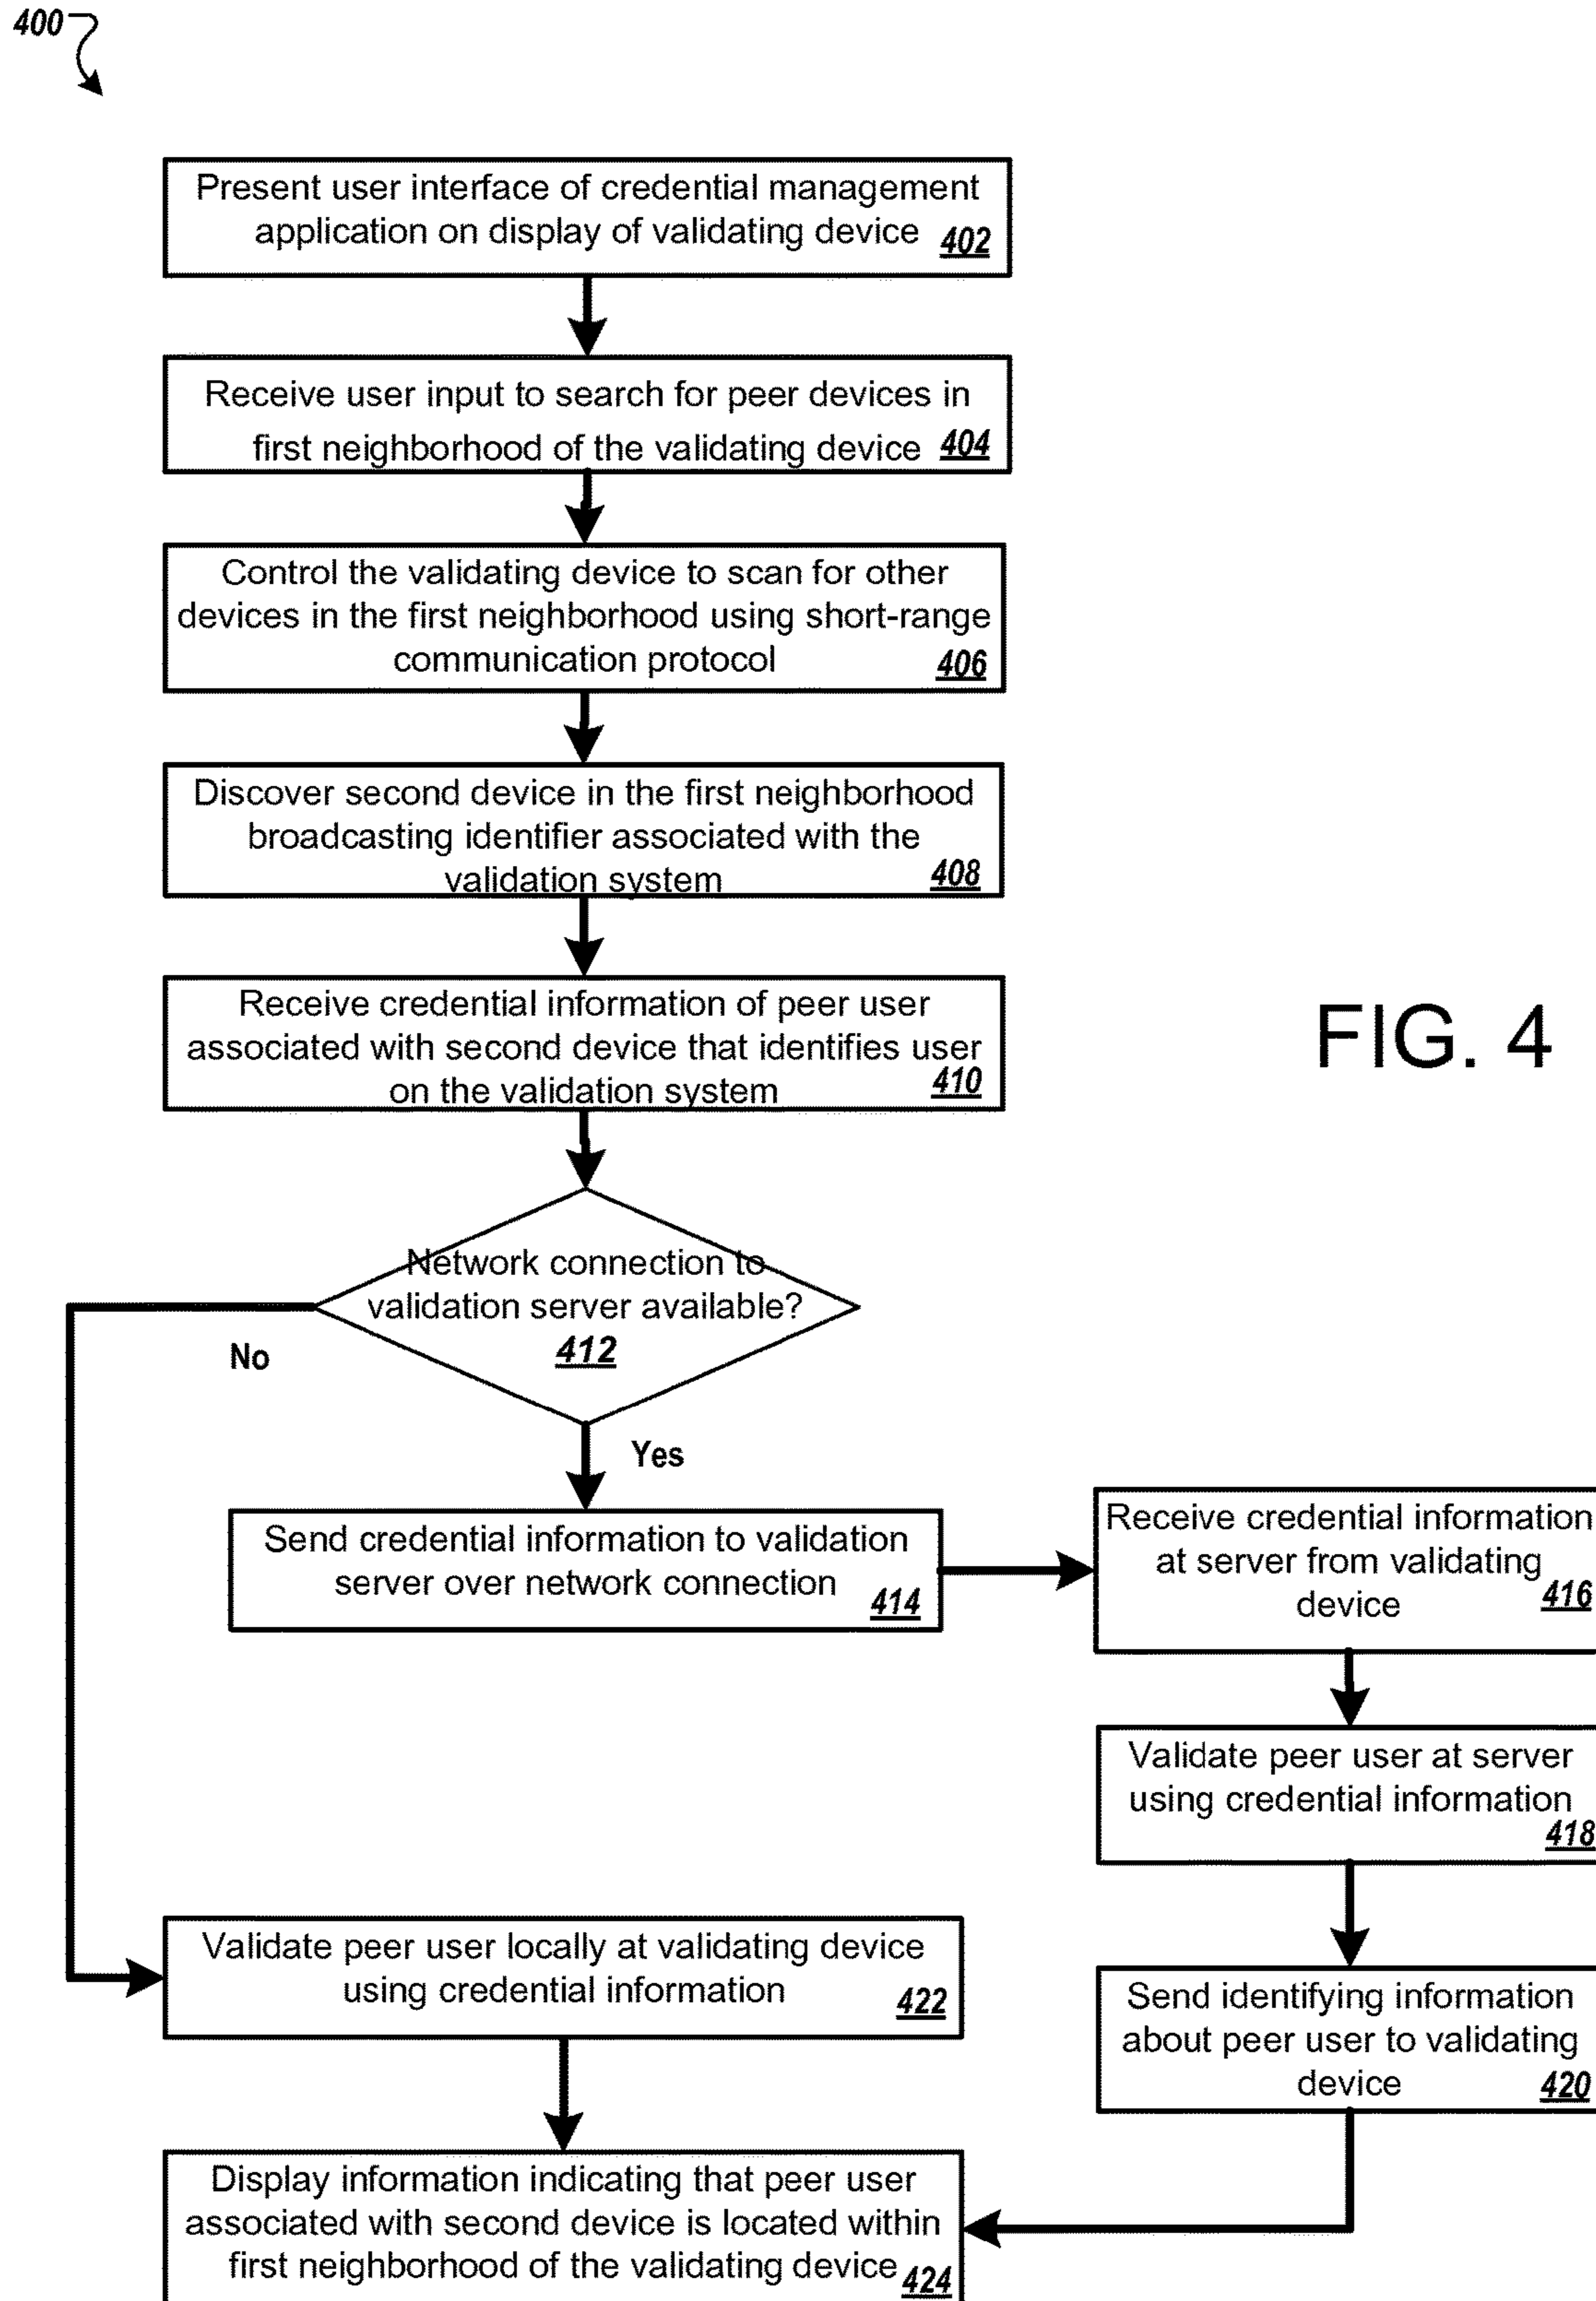 400
Present user interface of credential management
application on display of validating device 402
Receive user input to search for peer devices in
first neighborhood of the validating device 404
Control the validating device to scan for other
devices in the first neighborhood using short-range
communication protocol 406
Discover second device in the first neighborhood
broadcasting identifier associated with the
validation system 408
Receive credential information of peer user
associated with second device that identifies user
on the validation system 410
FIG. 4
Network connection to
validation server available?
412
No
Yes
Send credential information to validation
server over network connection 414
Receive credential information
at server from validating
device 416
Validate peer user at server
using credential information
418
Validate peer user locally at validating device
using credential information 422
Send identifying information
about peer user to validating
device 420
Display information indicating that peer user
associated with second device is located within
first neighborhood of the validating device 424